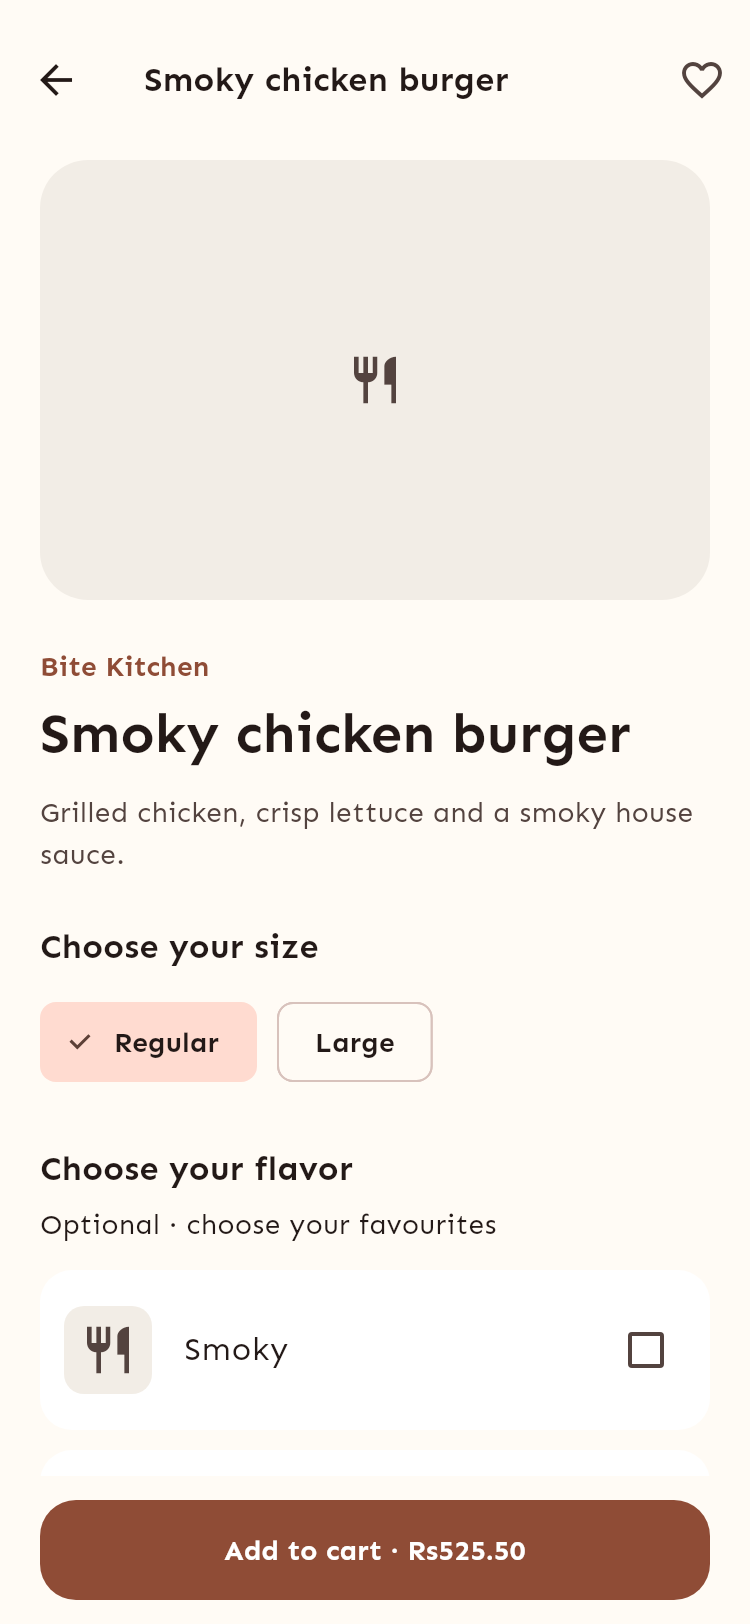 Smoky chicken burger
Bite Kitchen
Smoky chicken burger
Grilled chicken, crisp lettuce and a smoky house
sauce.
Choose your size
Regular
Large
Choose your flavor
Optional · choose your favourites
Smoky
Add to cart · Rs525.50